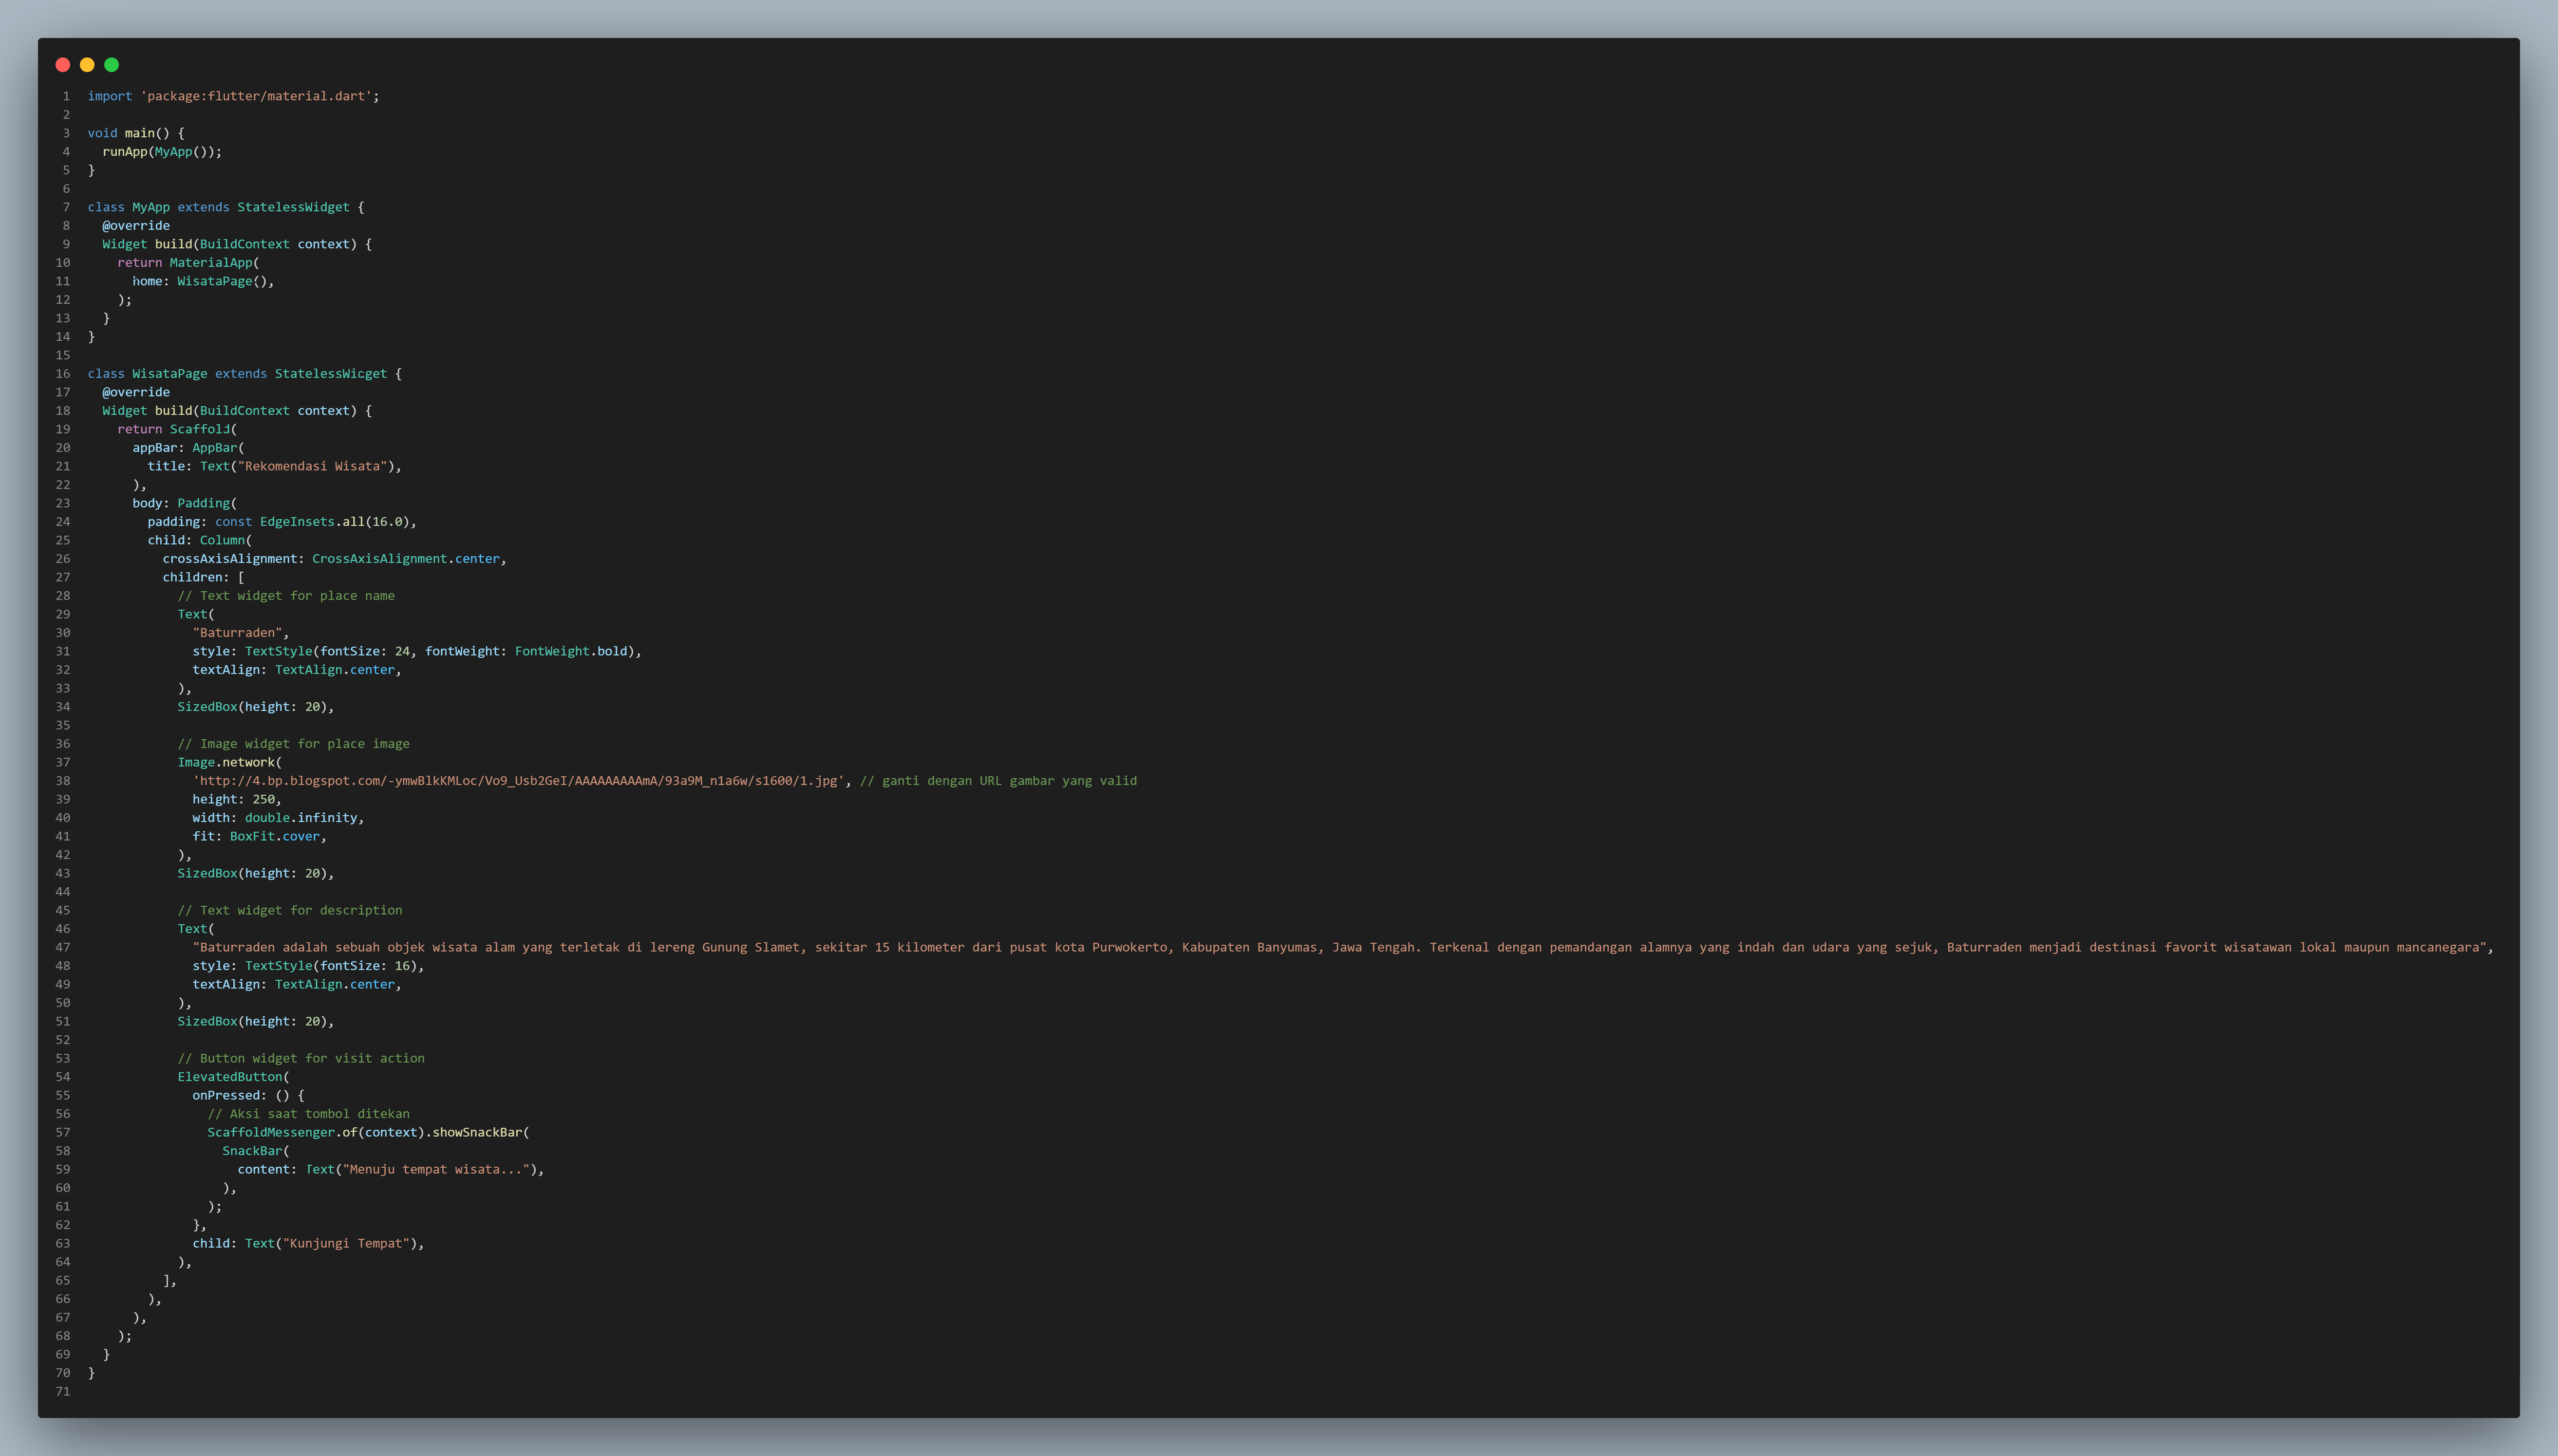 1 import 'package:flutter/material.dart';
2
3 void main() {
4   runApp(MyApp());
5 }
6
7 class MyApp extends StatelessWidget {
8   @override
9   Widget build(BuildContext context) {
10     return MaterialApp(
11       home: WisataPage(),
12     );
13   }
14 }
15
16 class WisataPage extends StatelessWidget {
17   @override
18   Widget build(BuildContext context) {
19     return Scaffold(
20       appBar: AppBar(
21         title: Text("Rekomendasi Wisata"),
22       ),
23       body: Padding(
24         padding: const EdgeInsets.all(16.0),
25         child: Column(
26           crossAxisAlignment: CrossAxisAlignment.center,
27           children: [
28             // Text widget for place name
29             Text(
30               "Baturraden",
31               style: TextStyle(fontSize: 24, fontWeight: FontWeight.bold),
32               textAlign: TextAlign.center,
33             ),
34             SizedBox(height: 20),
35
36             // Image widget for place image
37             Image.network(
38               'http://4.bp.blogspot.com/-ymwBlkKMLoc/Vo9_Usb2GeI/AAAAAAAAAmA/93a9M_n1a6w/s1600/1.jpg', // ganti dengan URL gambar yang valid
39               height: 250,
40               width: double.infinity,
41               fit: BoxFit.cover,
42             ),
43             SizedBox(height: 20),
44
45             // Text widget for description
46             Text(
47               "Baturraden adalah sebuah objek wisata alam yang terletak di lereng Gunung Slamet, sekitar 15 kilometer dari pusat kota Purwokerto, Kabupaten Banyumas, Jawa Tengah. Terkenal dengan pemandangan alamnya yang indah dan udara yang sejuk, Baturraden menjadi destinasi favorit wisatawan lokal maupun mancanegara",
48               style: TextStyle(fontSize: 16),
49               textAlign: TextAlign.center,
50             ),
51             SizedBox(height: 20),
52
53             // Button widget for visit action
54             ElevatedButton(
55               onPressed: () {
56                 // Aksi saat tombol ditekan
57                 ScaffoldMessenger.of(context).showSnackBar(
58                   SnackBar(
59                     content: Text("Menuju tempat wisata..."),
60                   ),
61                 );
62               },
63               child: Text("Kunjungi Tempat"),
64             ),
65           ],
66         ),
67       ),
68     );
69   }
70 }
71